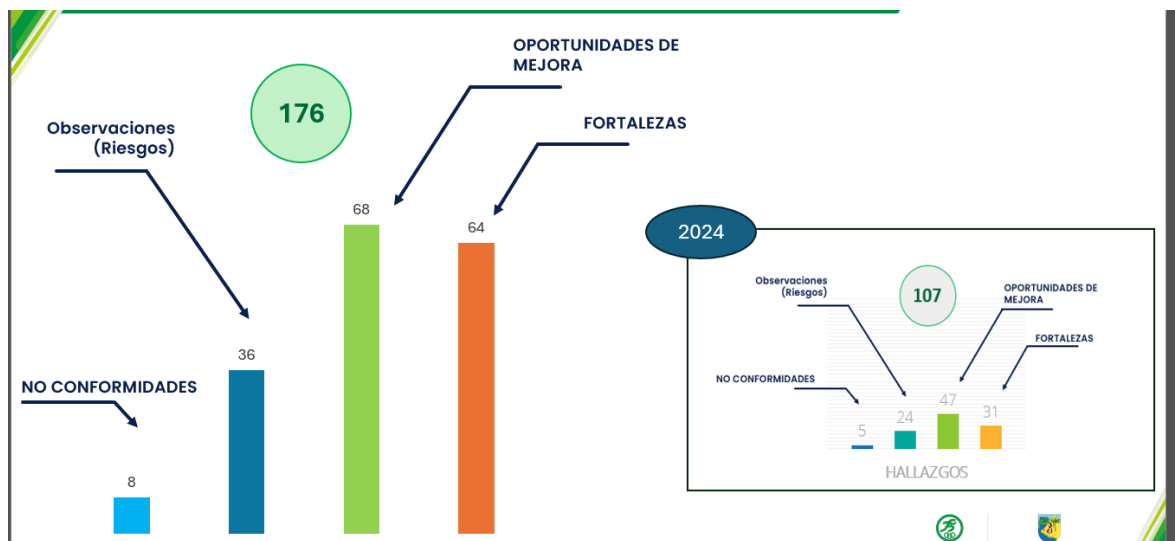 OPORTUNIDADES DE
MEJORA
176
FORTALEZAS
Observaciones
(Riesgos)
68
64
36
NO CONFORMIDADES
8
2024
Observaciones
(Riesgos)
107
OPORTUNIDADES DE
MEJORA
FORTALEZAS
NO CONFORMIDADES
5
24
47
31
HALLAZGOS